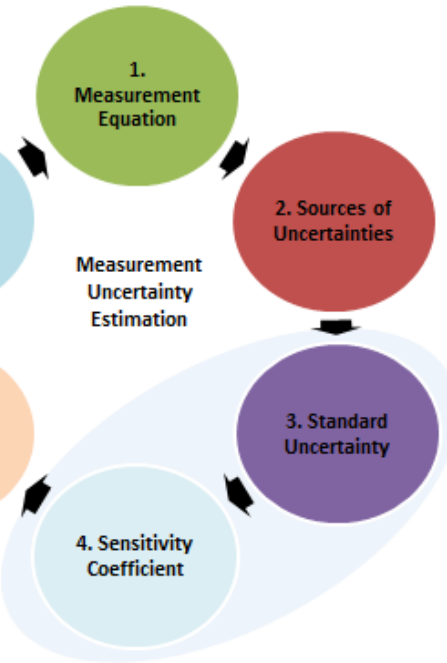 1.
Measurement
Equation
2. Sources of
Uncertainties
Measurement
Uncertainty
Estimation
3. Standard
Uncertainty
4. Sensitivity
Coefficient